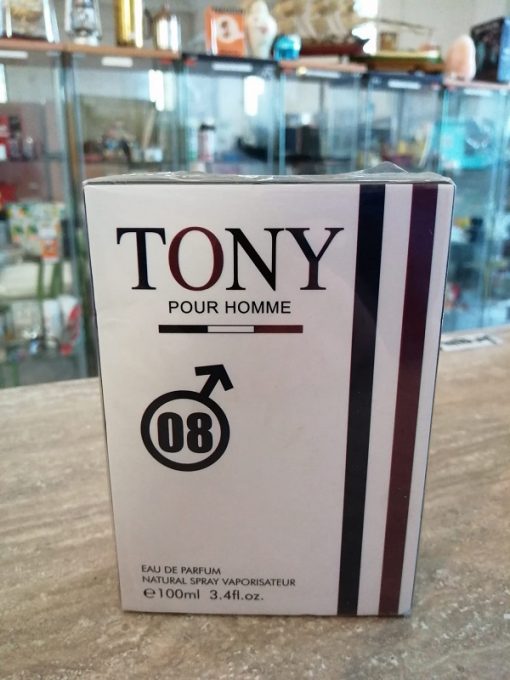 TONY
POUR HOMME
08
EAU DE PARFUM
NATURAL SPRAY VAPORISATEUR
℮100ml 3.4fl.oz.